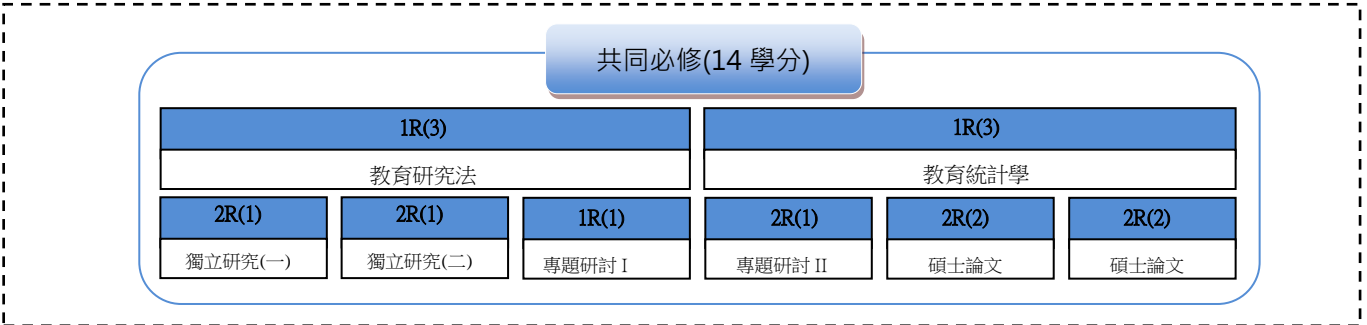 共同必修(14 學分)
1R(3)
1R(3)
教育研究法
教育統計學
2R(1)
2R(1)
1R(1)
2R(1)
2R(2)
2R(2)
獨立研究(一)
獨立研究(二)
專題研討 I
專題研討 II
碩士論文
碩士論文